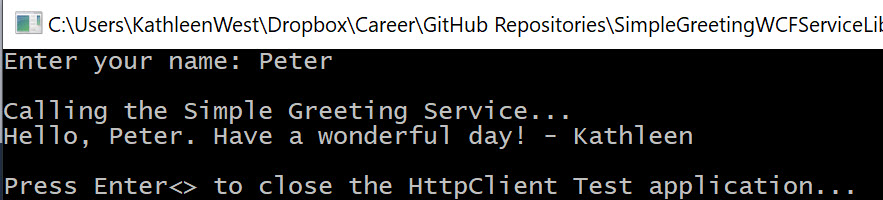 C:\Users\KathleenWest\Dropbox\Career\GitHub Repositories\SimpleGreetingWCFServiceLib
Enter your name: Peter
Calling the Simple Greeting Service...
Hello, Peter. Have a wonderful day! - Kathleen
Press Enter<> to close the HttpClient Test application...